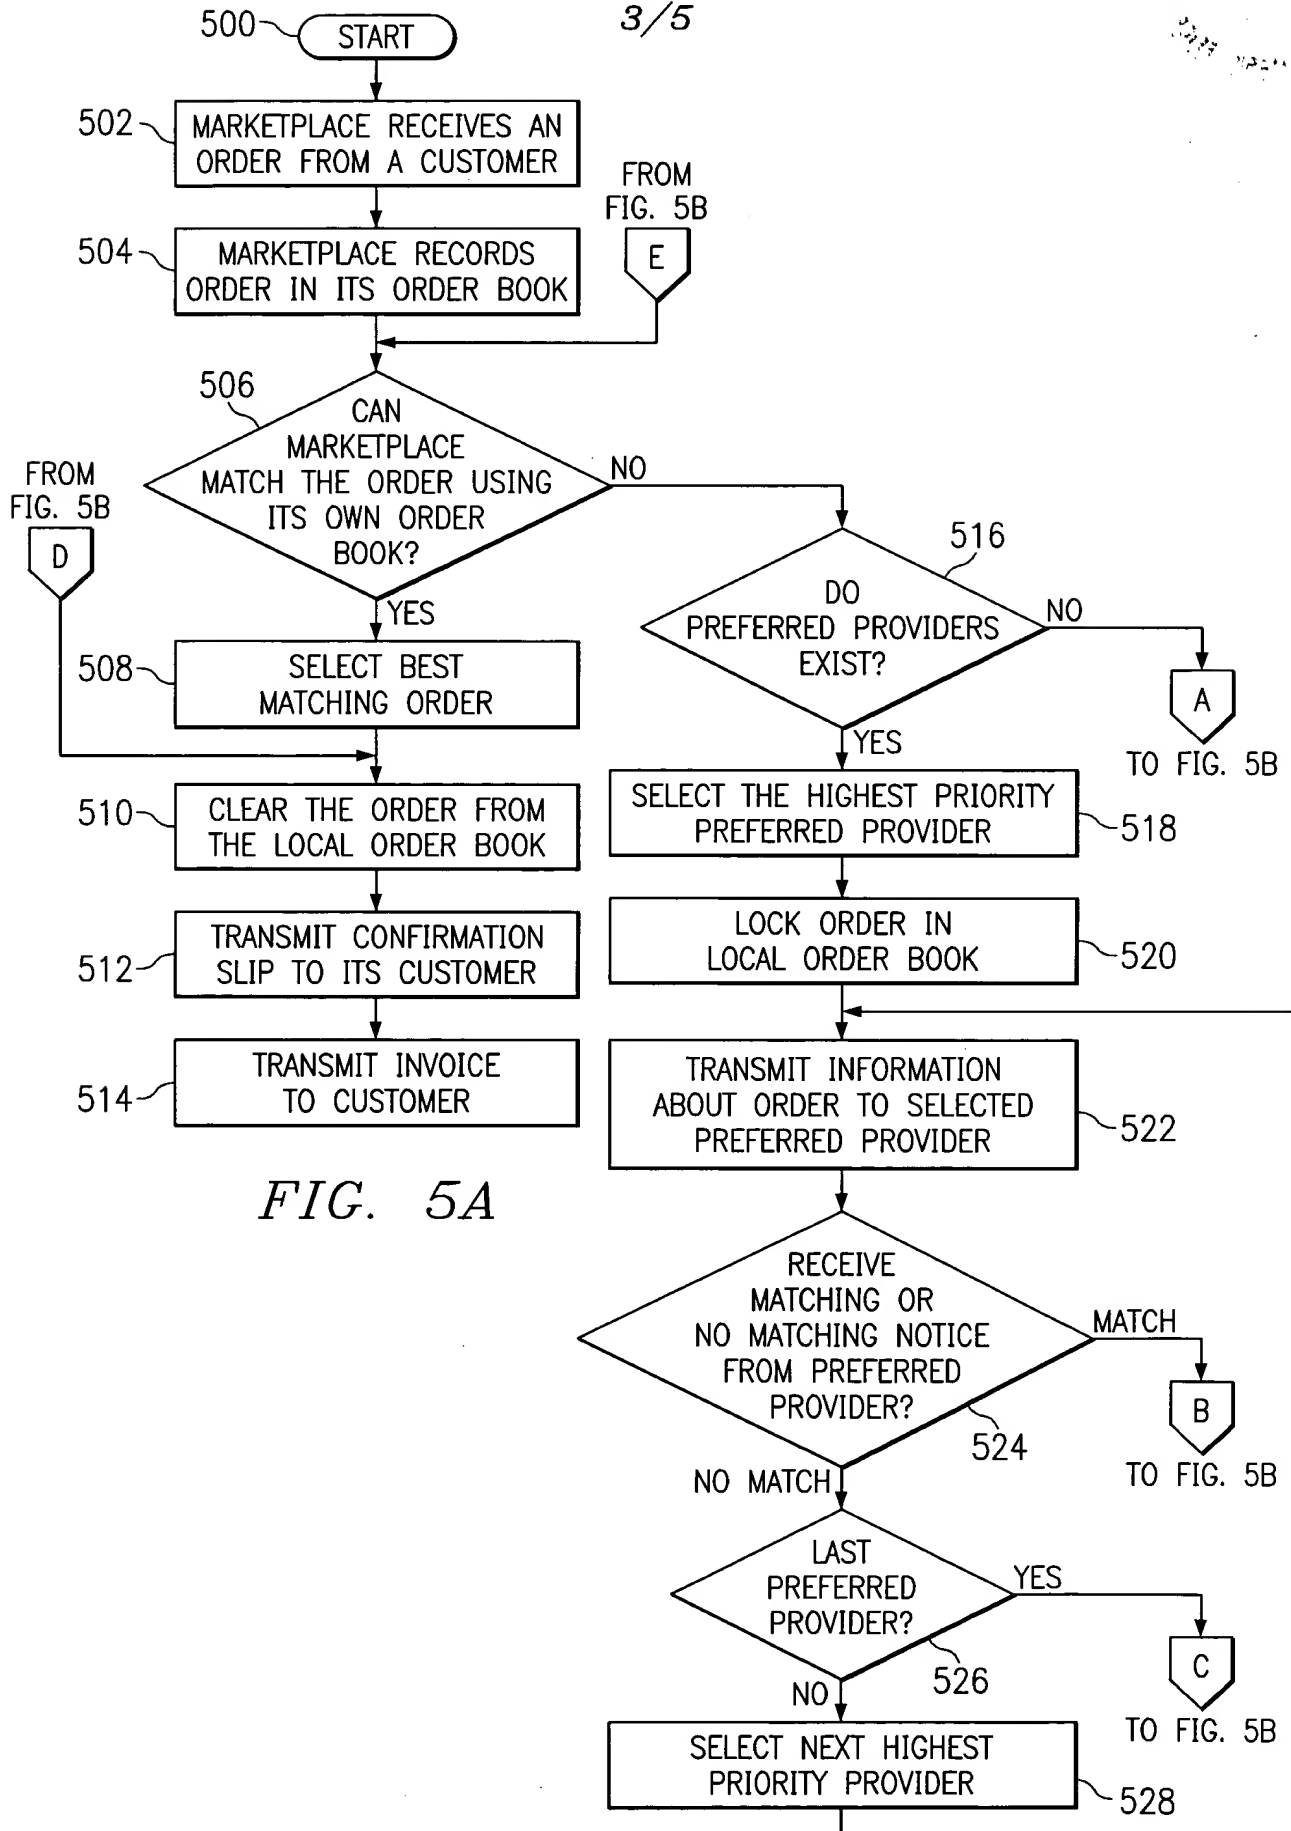 3/5
500
START
502
MARKETPLACE RECEIVES AN
ORDER FROM A CUSTOMER
FROM
FIG. 5B
E
504
MARKETPLACE RECORDS
ORDER IN ITS ORDER BOOK
506
CAN
MARKETPLACE
MATCH THE ORDER USING
ITS OWN ORDER
BOOK?
NO
YES
FROM
FIG. 5B
D
508
SELECT BEST
MATCHING ORDER
510
CLEAR THE ORDER FROM
THE LOCAL ORDER BOOK
512
TRANSMIT CONFIRMATION
SLIP TO ITS CUSTOMER
514
TRANSMIT INVOICE
TO CUSTOMER
FIG. 5A
516
DO
PREFERRED PROVIDERS
EXIST?
NO
A
TO FIG. 5B
YES
SELECT THE HIGHEST PRIORITY
PREFERRED PROVIDER
518
LOCK ORDER IN
LOCAL ORDER BOOK
520
TRANSMIT INFORMATION
ABOUT ORDER TO SELECTED
PREFERRED PROVIDER
522
RECEIVE
MATCHING OR
NO MATCHING NOTICE
FROM PREFERRED
PROVIDER?
524
MATCH
B
TO FIG. 5B
NO MATCH
LAST
PREFERRED
PROVIDER?
526
YES
C
TO FIG. 5B
NO
SELECT NEXT HIGHEST
PRIORITY PROVIDER
528